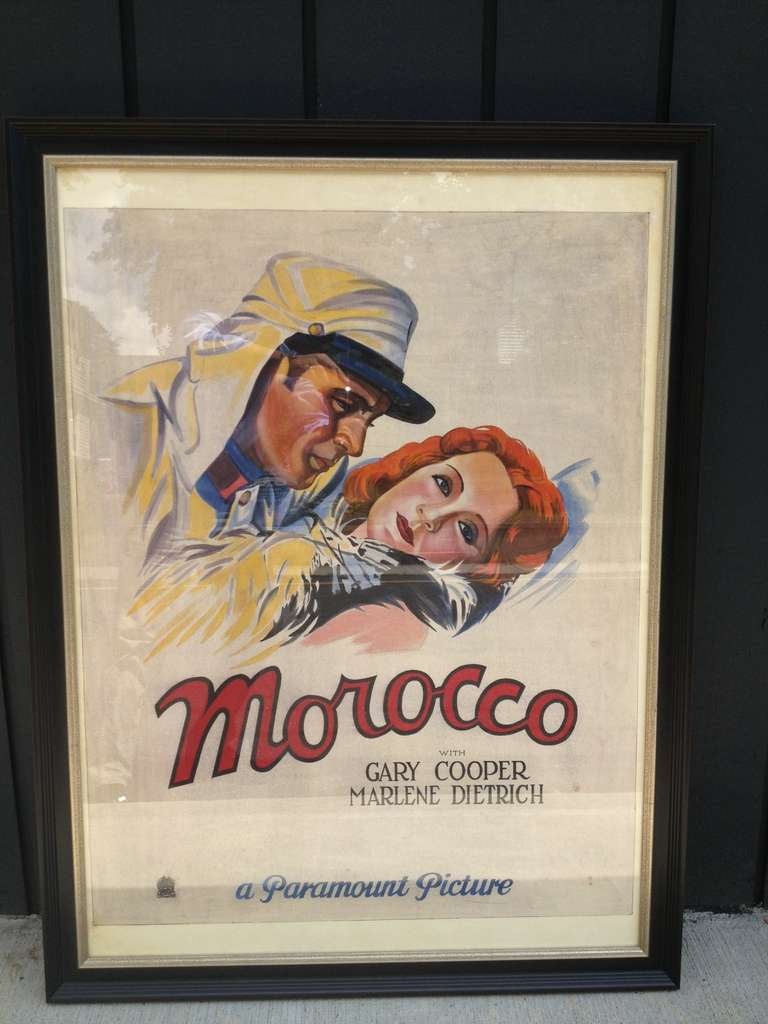 Morocco
WITH
GARY COOPER
MARLENE DIETRICH
a Paramount Picture